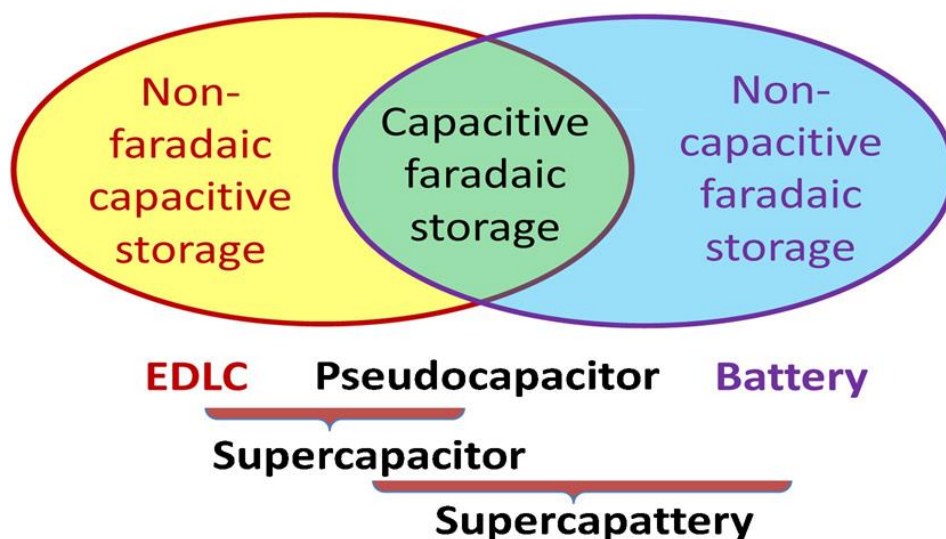 Non-
faradaic
capacitive
storage
Capacitive
faradaic
storage
Non-
capacitive
faradaic
storage
EDLC Pseudocapacitor Battery
Supercapacitor
Supercapattery